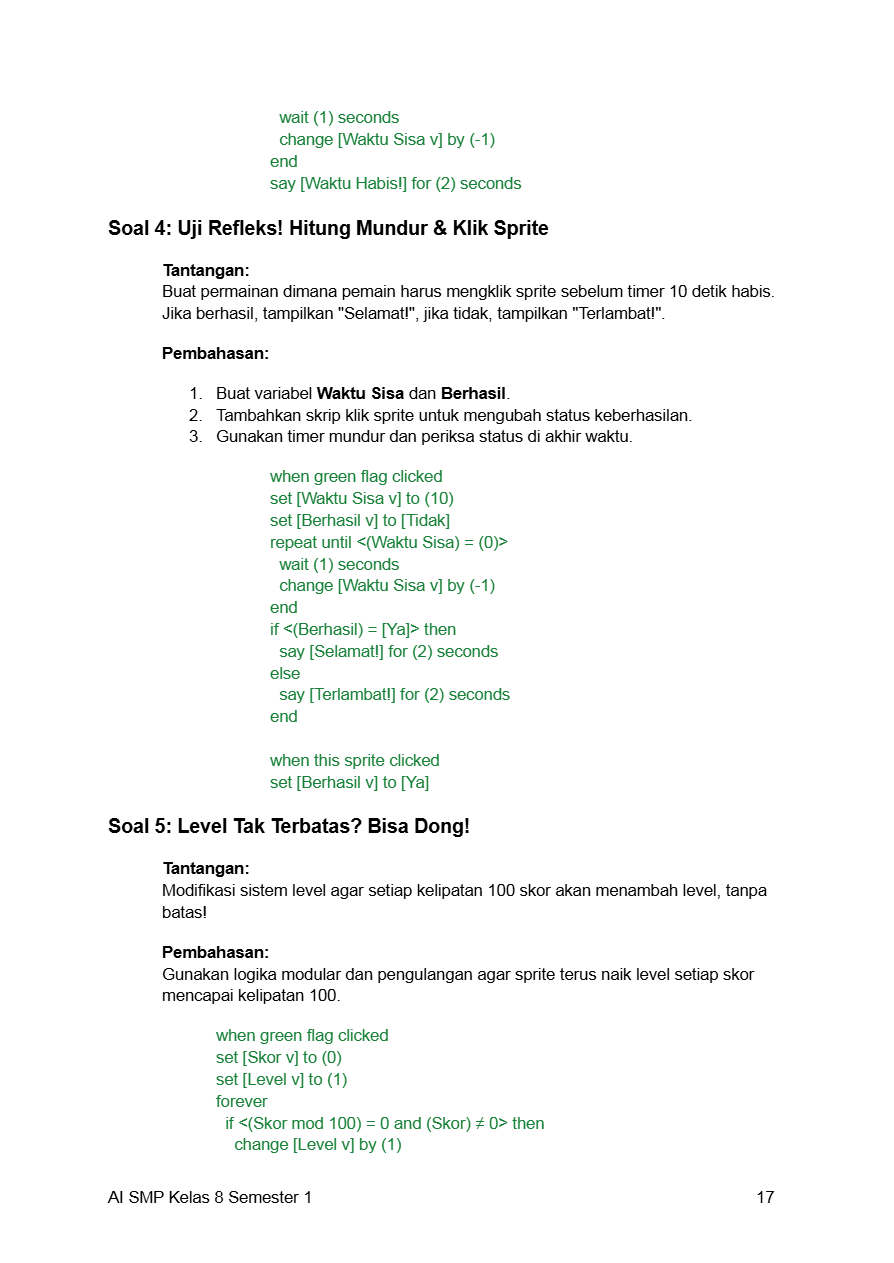 wait (1) seconds
change [Waktu Sisa v] by (-1)
end
say [Waktu Habis!] for (2) seconds
Soal 4: Uji Refleks! Hitung Mundur & Klik Sprite
Tantangan:
Buat permainan dimana pemain harus mengklik sprite sebelum timer 10 detik habis.
Jika berhasil, tampilkan "Selamat!", jika tidak, tampilkan "Terlambat!".
Pembahasan:
1. Buat variabel Waktu Sisa dan Berhasil.
2. Tambahkan skrip klik sprite untuk mengubah status keberhasilan.
3. Gunakan timer mundur dan periksa status di akhir waktu.
when green flag clicked
set [Waktu Sisa v] to (10)
set [Berhasil v] to [Tidak]
repeat until <(Waktu Sisa) = (0)>
wait (1) seconds
change [Waktu Sisa v] by (-1)
end
if <(Berhasil) = [Ya]> then
say [Selamat!] for (2) seconds
else
say [Terlambat!] for (2) seconds
end
when this sprite clicked
set [Berhasil v] to [Ya]
Soal 5: Level Tak Terbatas? Bisa Dong!
Tantangan:
Modifikasi sistem level agar setiap kelipatan 100 skor akan menambah level, tanpa
batas!
Pembahasan:
Gunakan logika modular dan pengulangan agar sprite terus naik level setiap skor
mencapai kelipatan 100.
when green flag clicked
set [Skor v] to (0)
set [Level v] to (1)
forever
if <(Skor mod 100) = 0 and (Skor) ≠ 0> then
change [Level v] by (1)
AI SMP Kelas 8 Semester 1
17